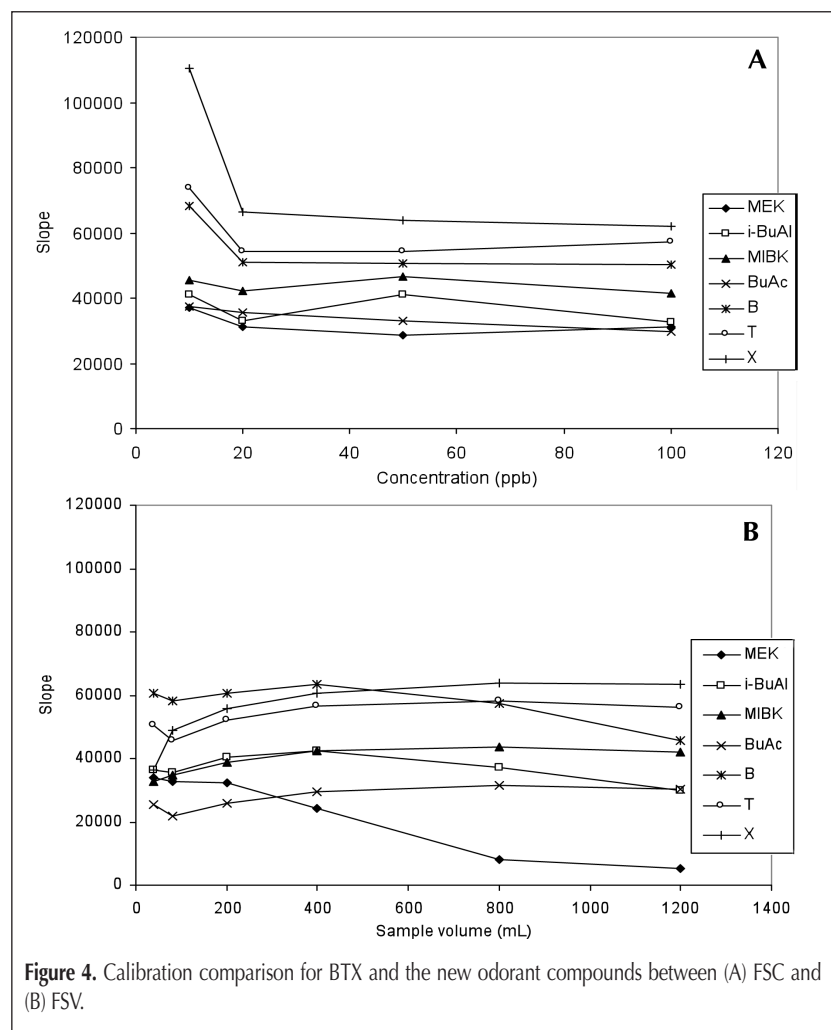 A
120000
100000
80000
60000
40000
20000
0
Slope
0 20 40 60 80 100 120
Concentration (ppb)
MEK
i-BuAl
MIBK
BuAc
B
T
X
B
120000
100000
80000
60000
40000
20000
0
Slope
0 200 400 600 800 1000 1200 1400
Sample volume (mL)
MEK
i-BuAl
MIBK
BuAc
B
T
X
Figure 4. Calibration comparison for BTX and the new odorant compounds between (A) FSC and
(B) FSV.